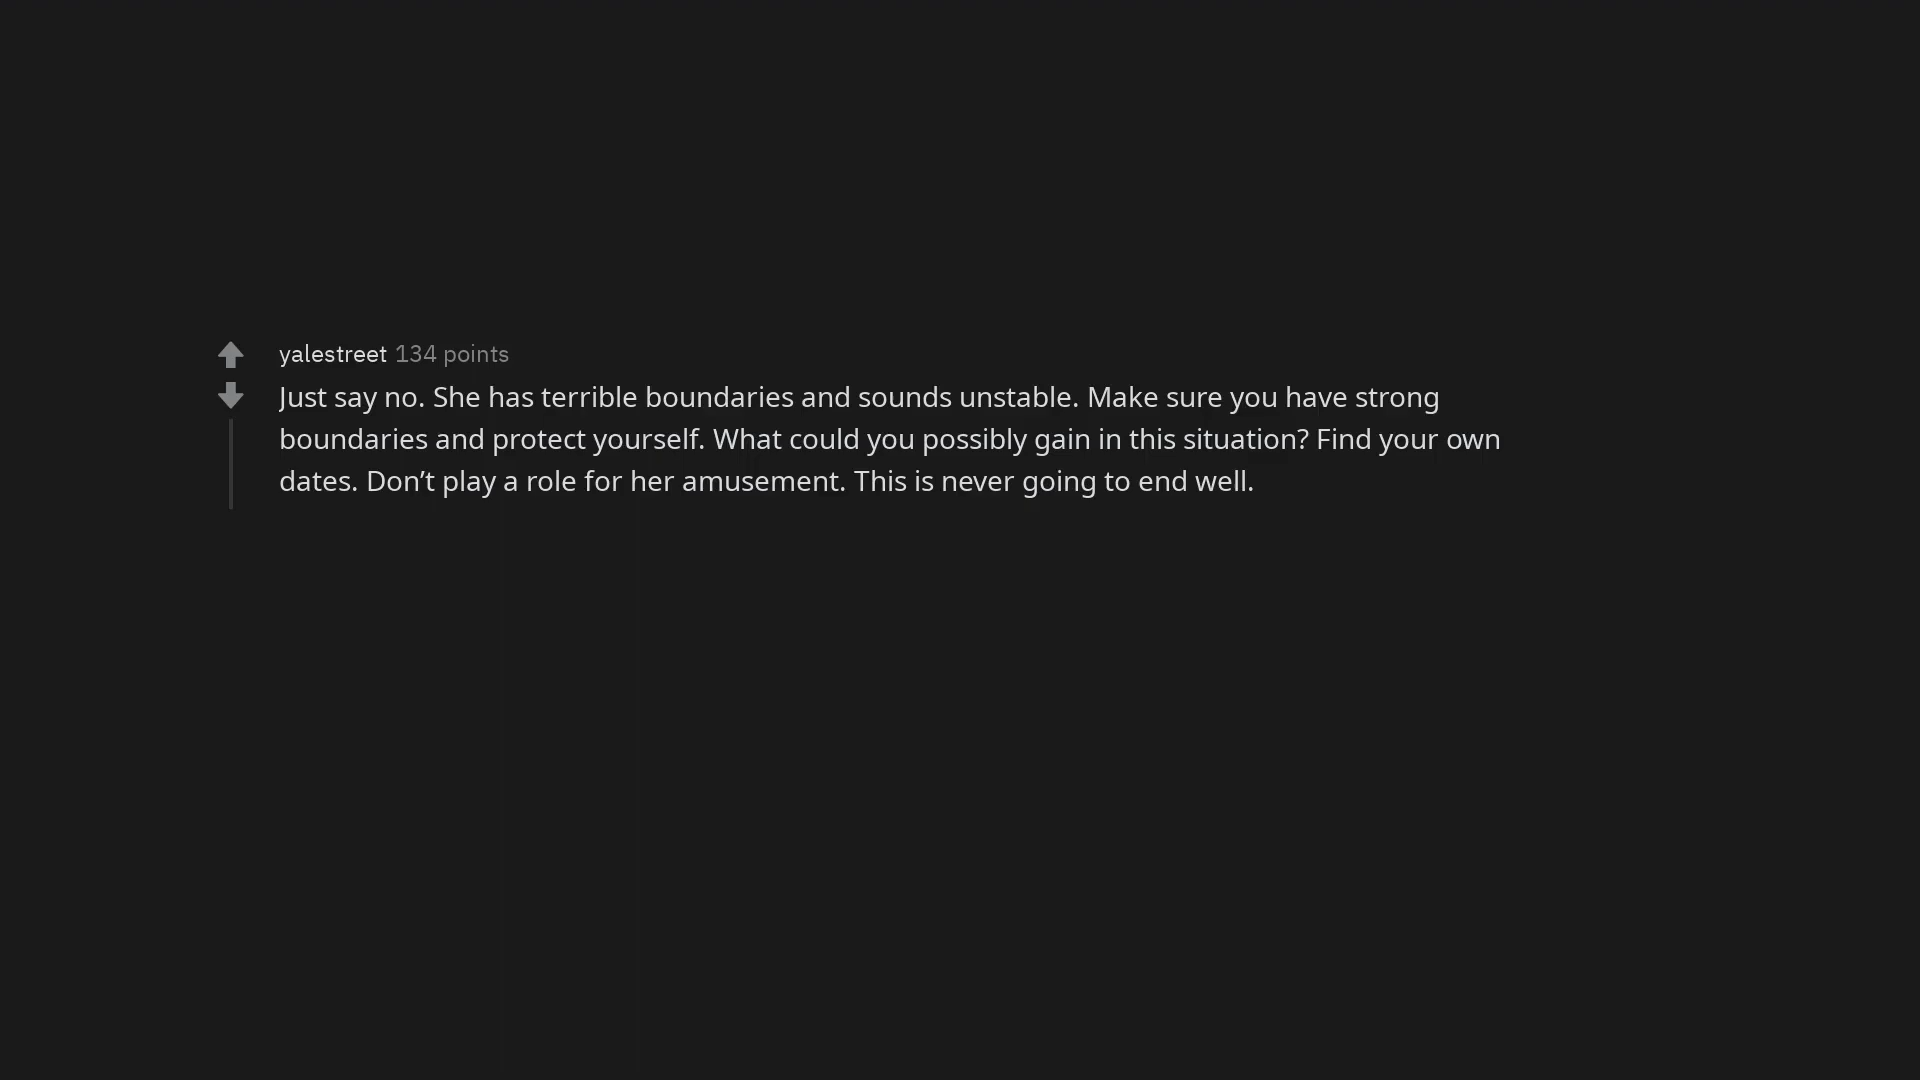 yalestreet 134 points
Just say no. She has terrible boundaries and sounds unstable. Make sure you have strong
boundaries and protect yourself. What could you possibly gain in this situation? Find your own
dates. Don’t play a role for her amusement. This is never going to end well.